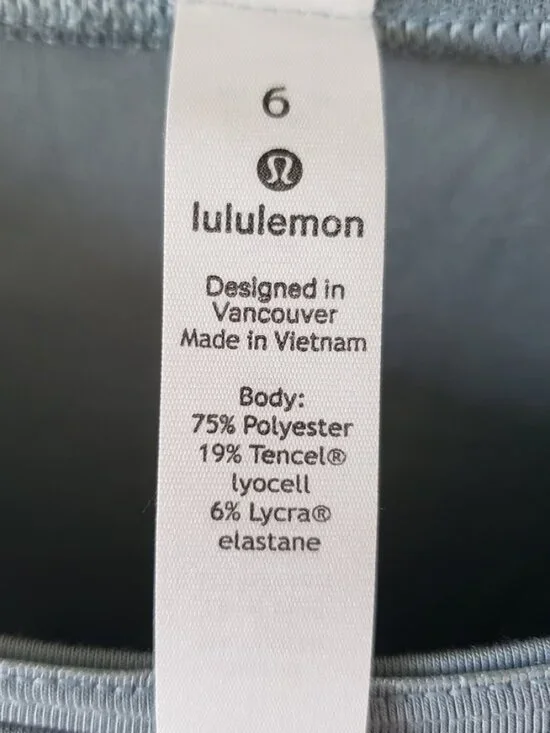 6
lululemon
Designed in
Vancouver
Made in Vietnam
Body:
75% Polyester
19% Tencel®
lyocell
6% Lycra®
elastane